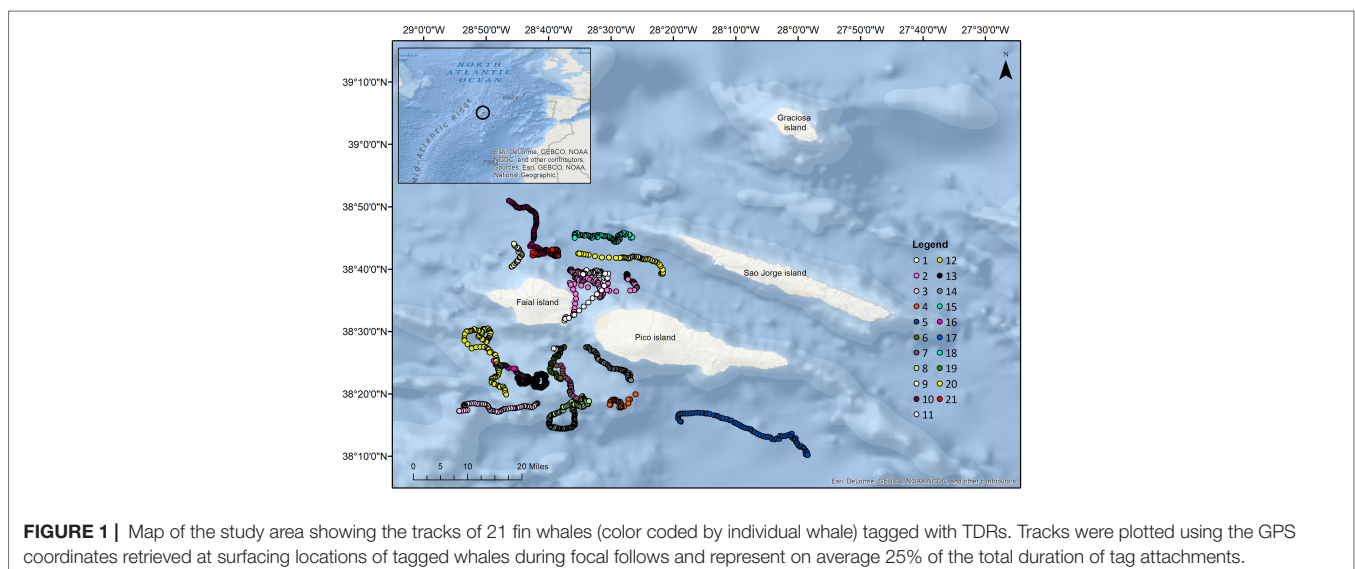 29°0'0"W 28°50'0"W 28°40'0"W 28°30'0"W 28°20'0"W 28°10'0"W 28°0'0"W 27°50'0"W 27°40'0"W 27°30'0"W
NORTH
ATLANTIC
OCEAN
Mid-Atlantic Ridge
Esri, DeLorme, GEBCO, NOAA
NGDC, and other contributors,
Sources: Esri, GEBCO, NOAA,
National Geographic,
N
39°10'0"N
39°0'0"N
38°50'0"N
38°40'0"N
38°30'0"N
38°20'0"N
38°10'0"N
Graciosa
island
Sao Jorge island
Faial island
Pico island
Legend
1 12
2 13
3 14
4 15
5 16
6 17
7 18
8 19
9 20
10 21
11
0 5 10 20 Miles
Esri, DeLorme, GEBCO, NOAA NGDC, and other contributors
FIGURE 1 | Map of the study area showing the tracks of 21 fin whales (color coded by individual whale) tagged with TDRs. Tracks were plotted using the GPS
coordinates retrieved at surfacing locations of tagged whales during focal follows and represent on average 25% of the total duration of tag attachments.